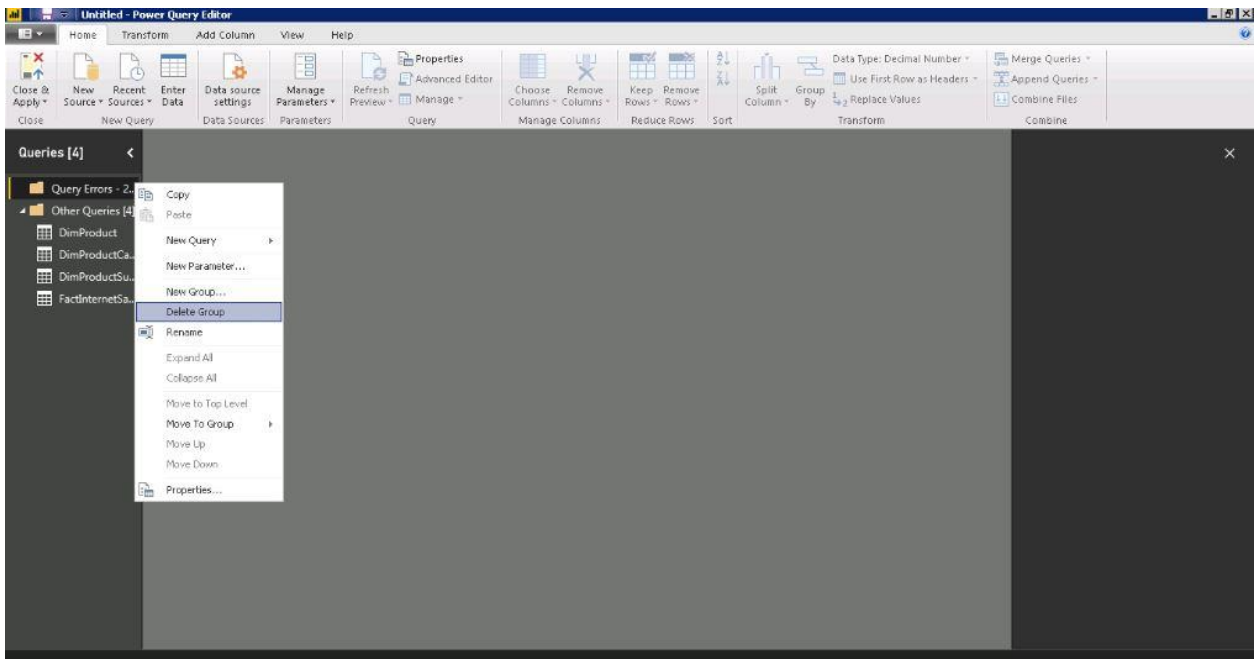 Untitled - Power Query Editor
Home Transform Add Column View Help
Close & Apply
New Source
Recent Sources
Enter Data
Data source settings
Manage Parameters
Refresh Preview
Properties
Advanced Editor
Manage
Choose Columns
Remove Columns
Keep Rows
Remove Rows
Split Column
Group By
Data Type: Decimal Number
Use First Row as Headers
Replace Values
Merge Queries
Append Queries
Combine Files
Close New Query Data Sources Parameters Query Manage Columns Reduce Rows Sort Transform Combine
Queries [4]
Query Errors - 2...
Other Queries [4]
DimProduct
DimProductCa...
DimProductSu...
FactInternetSa...
Copy
Paste
New Query
New Parameter...
New Group...
Delete Group
Rename
Expand All
Collapse All
Move to Top Level
Move To Group
Move Up
Move Down
Properties...